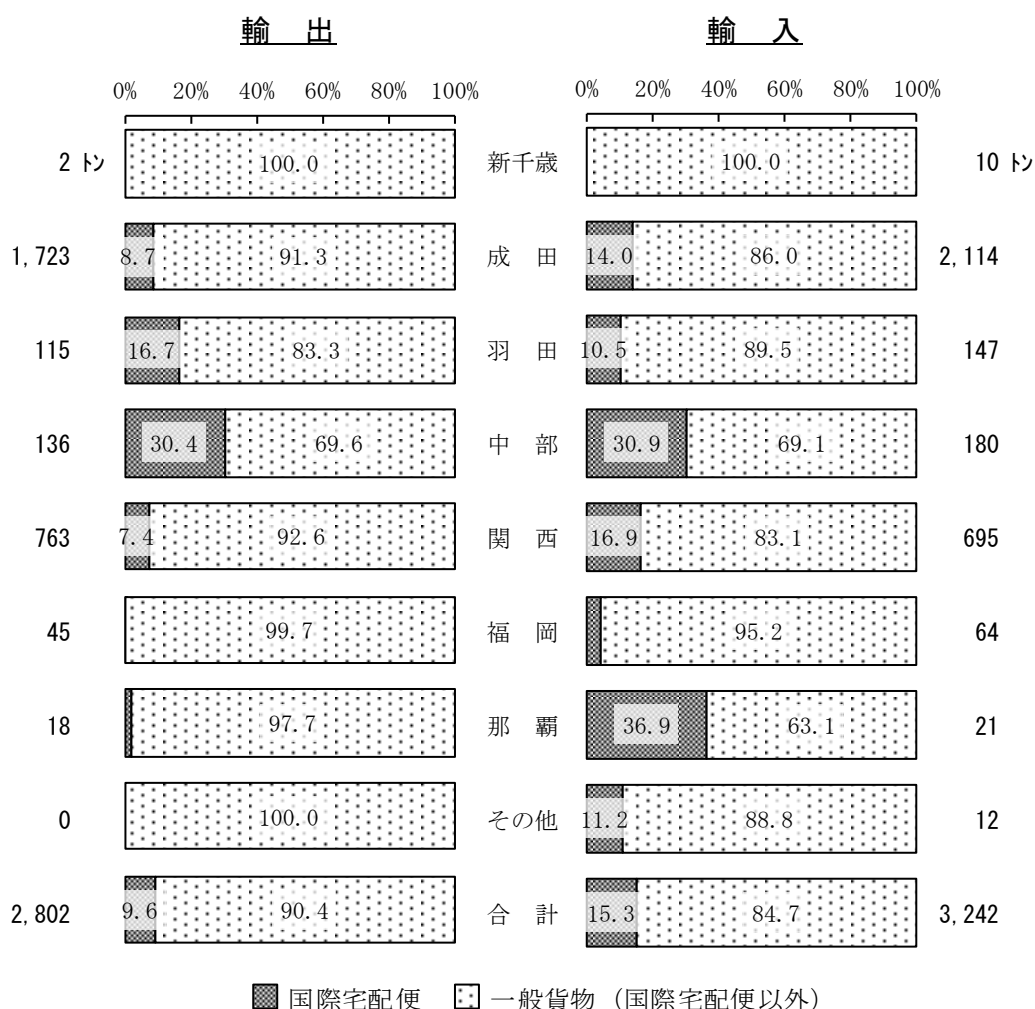 輸 出 輸 入
0% 20% 40% 60% 80% 100% 0% 20% 40% 60% 80% 100%
2 トン 100.0 新千歳 100.0 10 トン
1,723 8.7 91.3 成 田 14.0 86.0 2,114
115 16.7 83.3 羽 田 10.5 89.5 147
136 30.4 69.6 中 部 30.9 69.1 180
763 7.4 92.6 関 西 16.9 83.1 695
45 99.7 福 岡 95.2 64
18 97.7 那 覇 36.9 63.1 21
0 100.0 その他 11.2 88.8 12
2,802 9.6 90.4 合 計 15.3 84.7 3,242
国際宅配便 一般貨物（国際宅配便以外）